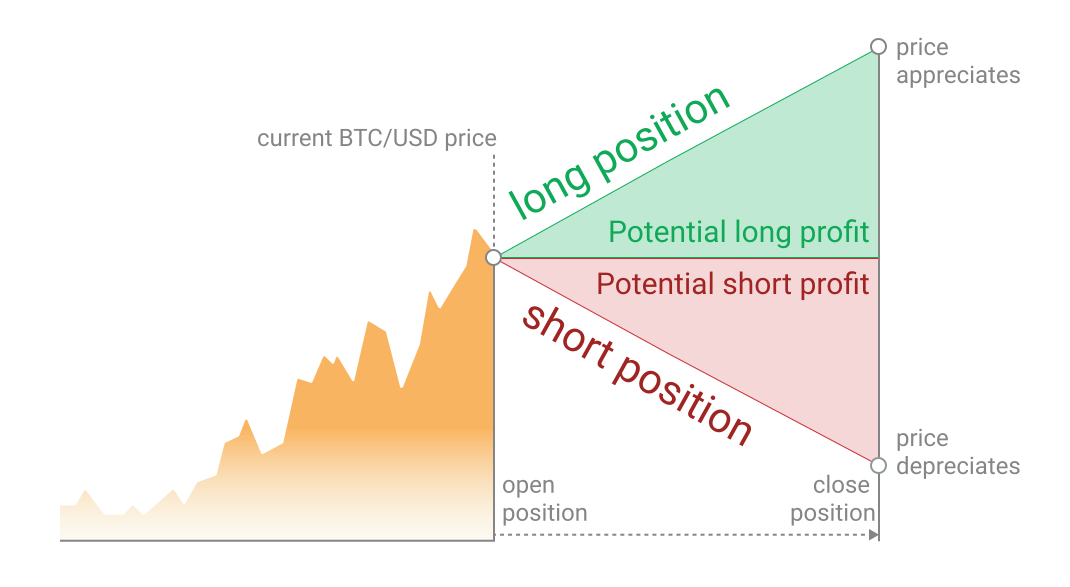 price
appreciates
current BTC/USD price
long position
Potential long profit
Potential short profit
short position
price
depreciates
open
position
close
position